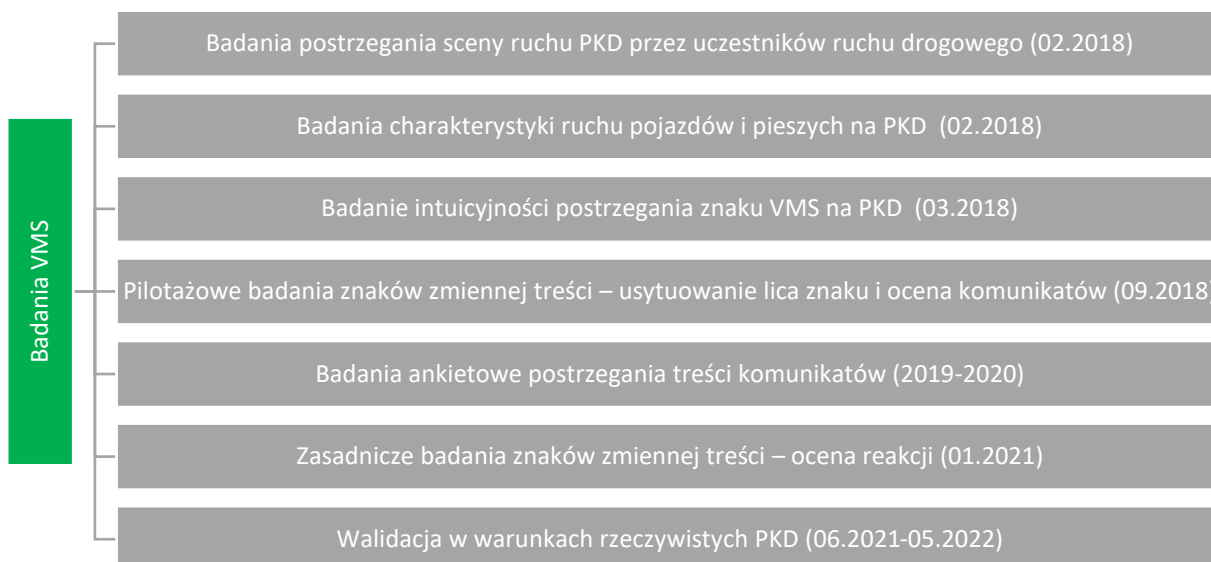 Badania VMS
Badania postrzegania sceny ruchu PKD przez uczestników ruchu drogowego (02.2018)
Badania charakterystyki ruchu pojazdów i pieszych na PKD (02.2018)
Badanie intuicyjności postrzegania znaku VMS na PKD (03.2018)
Pilotażowe badania znaków zmiennej treści – usytuowanie lica znaku i ocena komunikatów (09.2018)
Badania ankietowe postrzegania treści komunikatów (2019-2020)
Zasadnicze badania znaków zmiennej treści – ocena reakcji (01.2021)
Walidacja w warunkach rzeczywistych PKD (06.2021-05.2022)